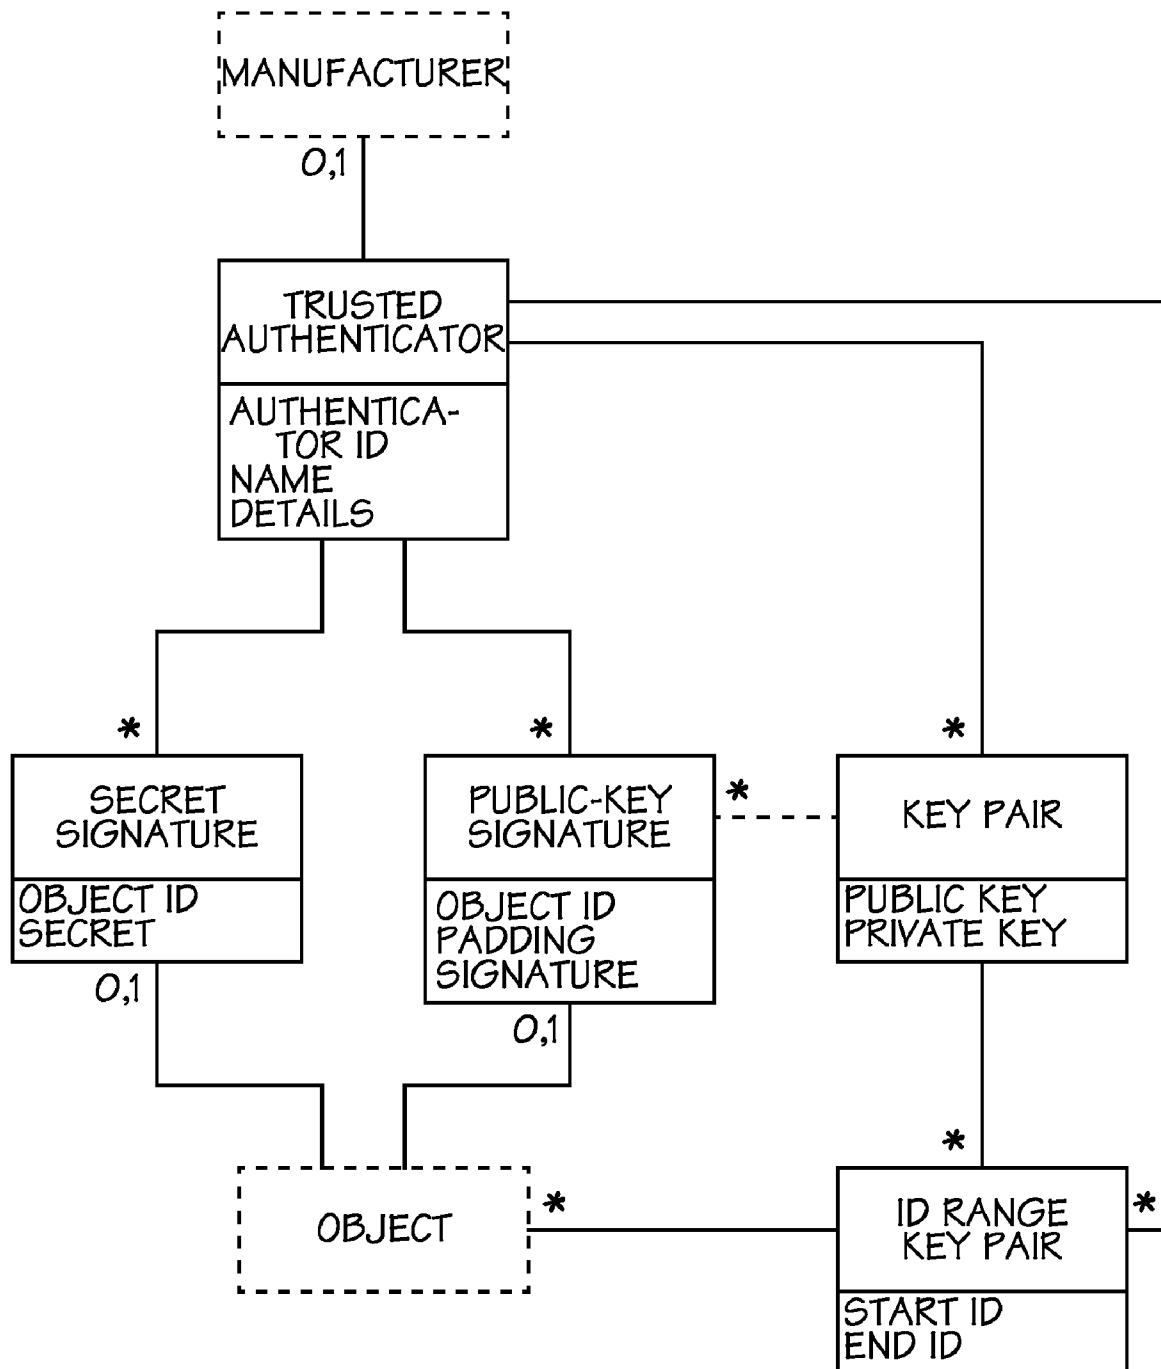 MANUFACTURER
0,1
TRUSTED
AUTHENTICATOR
AUTHENTICA-
TOR ID
NAME
DETAILS
*
*
*
SECRET
SIGNATURE
OBJECT ID
SECRET
0,1
PUBLIC-KEY
SIGNATURE
*
OBJECT ID
PADDING
SIGNATURE
0,1
KEY PAIR
PUBLIC KEY
PRIVATE KEY
*
OBJECT
*
ID RANGE
KEY PAIR
*
START ID
END ID